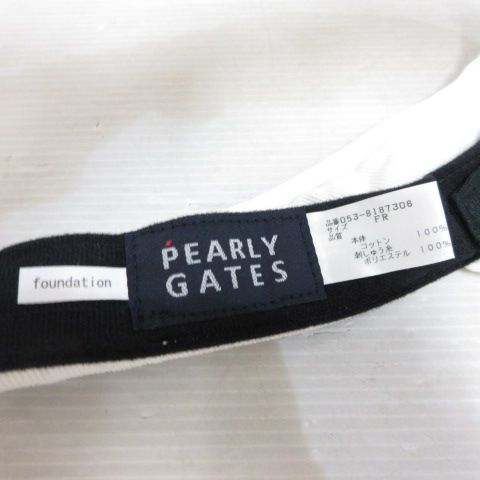 foundation
PEARLY
GATES
品番053-8187306
サイズ FR
品質 本体
コットン 100%
刺しゅう糸
ポリエステル 100%